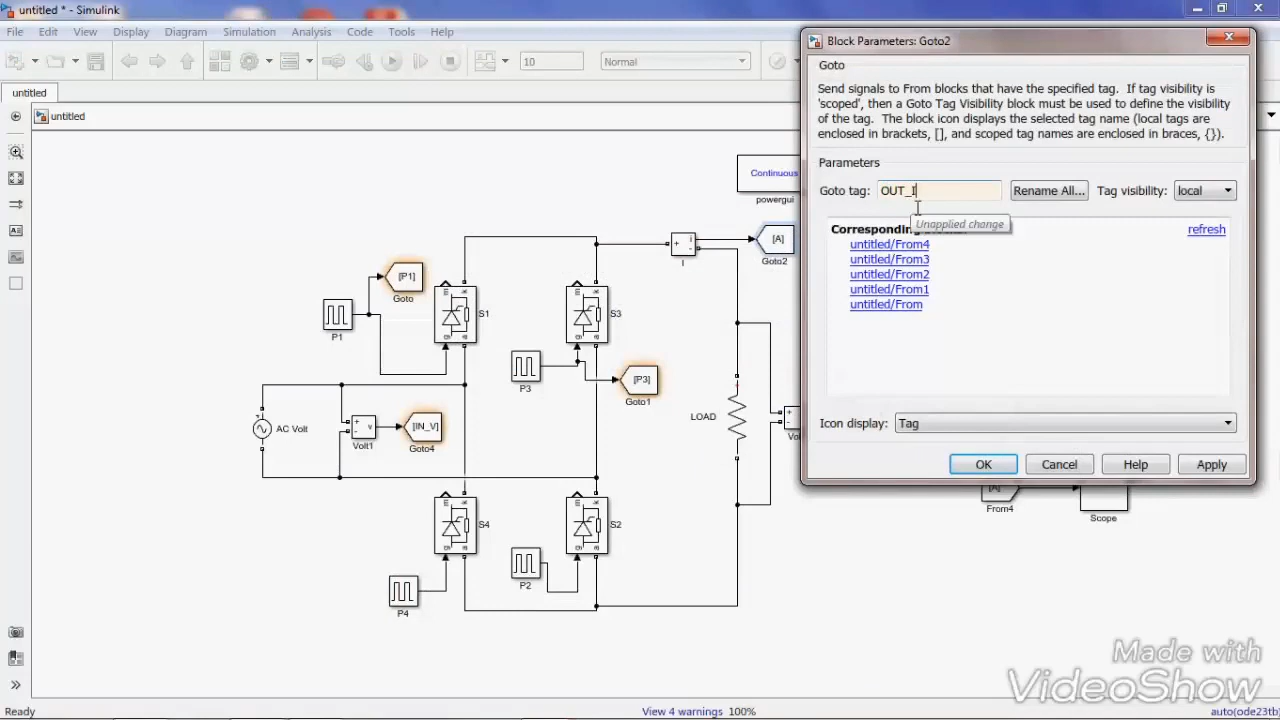 untitled * - Simulink
File Edit View Display Diagram Simulation Analysis Code Tools Help
10
Normal
untitled
untitled
Block Parameters: Goto2
Goto
Send signals to From blocks that have the specified tag. If tag visibility is
'scoped', then a Goto Tag Visibility block must be used to define the visibility
of the tag. The block icon displays the selected tag name (local tags are
enclosed in brackets, [], and scoped tag names are enclosed in braces, {}).
Parameters
Goto tag: OUT_I Rename All... Tag visibility: local
Unapplied change
refresh
untitled/From4
untitled/From3
untitled/From2
untitled/From1
untitled/From
Icon display: Tag
OK Cancel Help Apply
Continuous
powergui
[A]
Goto2
I
[P1]
Goto
P1
S1
S3
P3
[P3]
Goto1
AC Volt
Volt1
[IN_V]
Goto4
LOAD
S4
S2
P2
P4
[A]
From4
Scope
Made with
VideoShow
Ready
View 4 warnings 100%
auto(ode23tb)